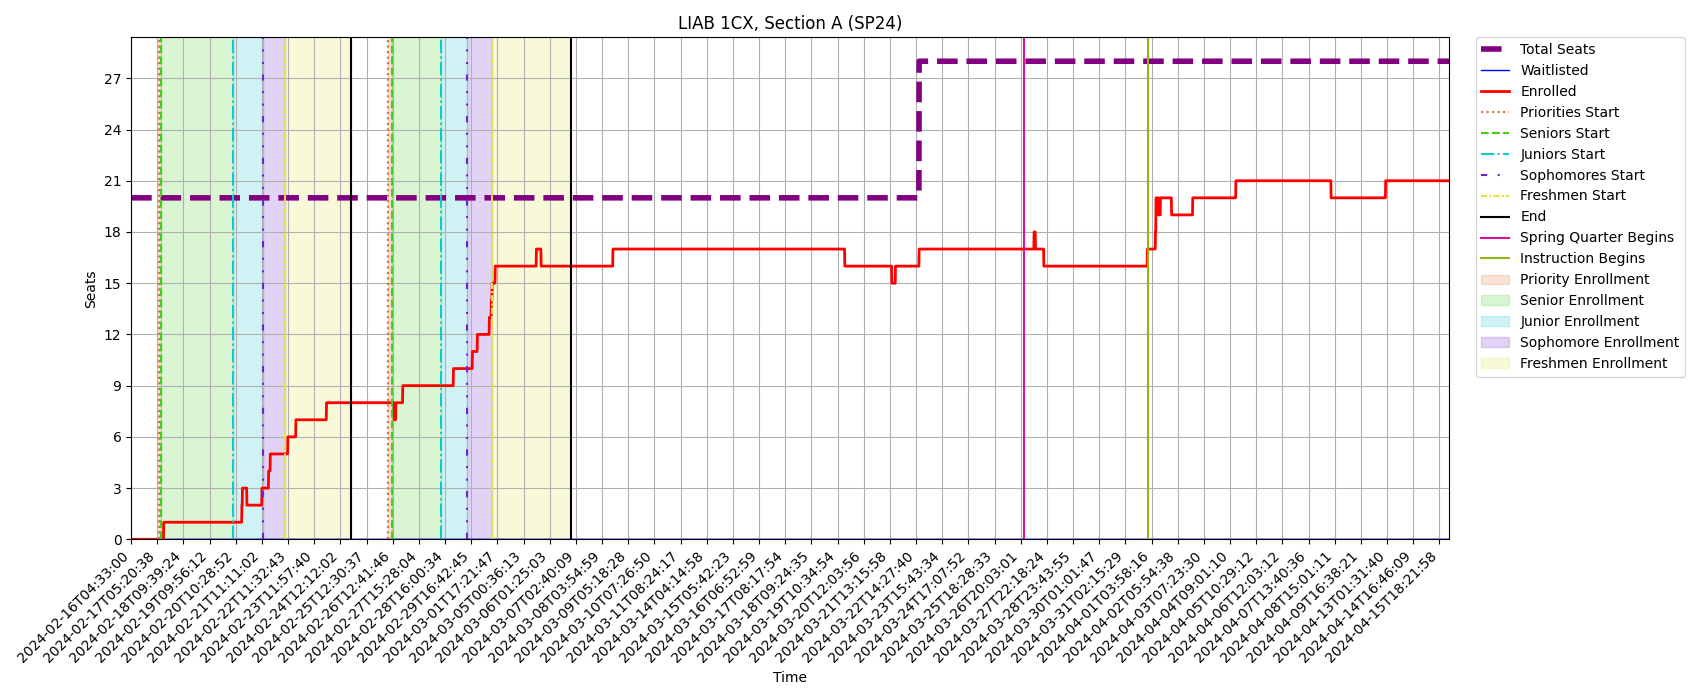 LIAB 1CX, Section A (SP24)
Seats
27
24
21
18
15
12
9
6
3
0
2024-02-16T04:33:00
2024-02-17T05:20:38
2024-02-18T09:39:24
2024-02-19T09:56:12
2024-02-20T10:28:52
2024-02-21T11:11:02
2024-02-22T11:32:43
2024-02-23T11:57:40
2024-02-24T12:12:02
2024-02-25T12:30:37
2024-02-26T12:41:46
2024-02-27T15:28:04
2024-02-28T16:00:34
2024-02-29T16:42:45
2024-03-01T17:21:47
2024-03-05T00:36:13
2024-03-06T01:25:03
2024-03-07T02:40:09
2024-03-08T03:54:59
2024-03-09T05:18:28
2024-03-10T07:26:50
2024-03-11T08:24:17
2024-03-14T04:14:58
2024-03-15T05:42:23
2024-03-16T06:52:59
2024-03-17T08:17:54
2024-03-18T09:24:35
2024-03-19T10:34:54
2024-03-20T12:03:56
2024-03-21T13:15:58
2024-03-22T14:27:40
2024-03-23T15:43:34
2024-03-24T17:07:52
2024-03-25T18:28:33
2024-03-26T20:03:01
2024-03-27T22:18:24
2024-03-28T23:43:55
2024-03-30T01:01:47
2024-03-31T02:15:29
2024-04-01T03:58:16
2024-04-02T05:54:38
2024-04-03T07:23:30
2024-04-04T09:01:10
2024-04-05T10:29:12
2024-04-06T12:03:12
2024-04-07T13:40:36
2024-04-08T15:01:11
2024-04-09T16:38:21
2024-04-13T01:31:40
2024-04-14T16:46:09
2024-04-15T18:21:58
Time
Total Seats
Waitlisted
Enrolled
Priorities Start
Seniors Start
Juniors Start
Sophomores Start
Freshmen Start
End
Spring Quarter Begins
Instruction Begins
Priority Enrollment
Senior Enrollment
Junior Enrollment
Sophomore Enrollment
Freshmen Enrollment